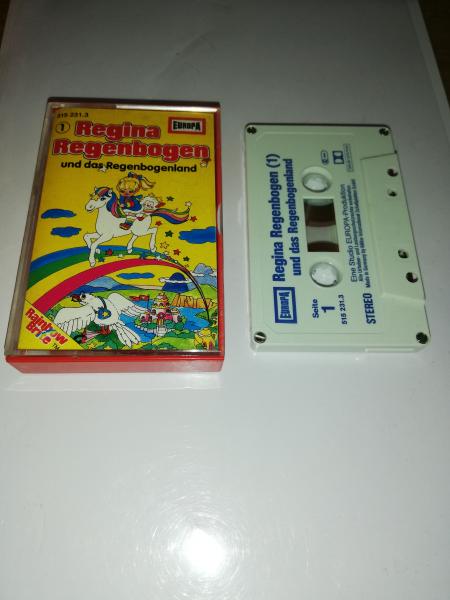 515 231.3
EUROPA
1
Regina
Regenbogen
und das Regenbogenland
Rainbow
Brite
Regina Regenbogen (1)
und das Regenbogenland
EUROPA
Seite
1
515 231.3
STEREO
Eine Studio EUROPA-Produktion